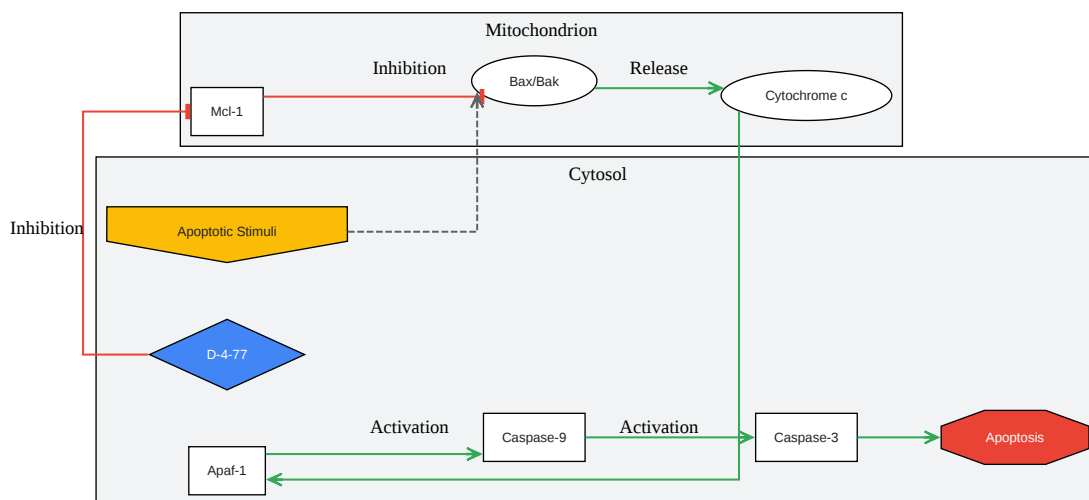 Mitochondrion
Inhibition
Bax/Bak
Release
Cytochrome c
Mcl-1
Cytosol
Inhibition
Apoptotic Stimuli
D-4-77
Activation
Caspase-9
Activation
Caspase-3
Apoptosis
Apaf-1